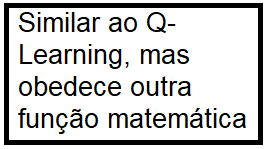 Similar ao Q-
Learning, mas
obedece outra
função matemática